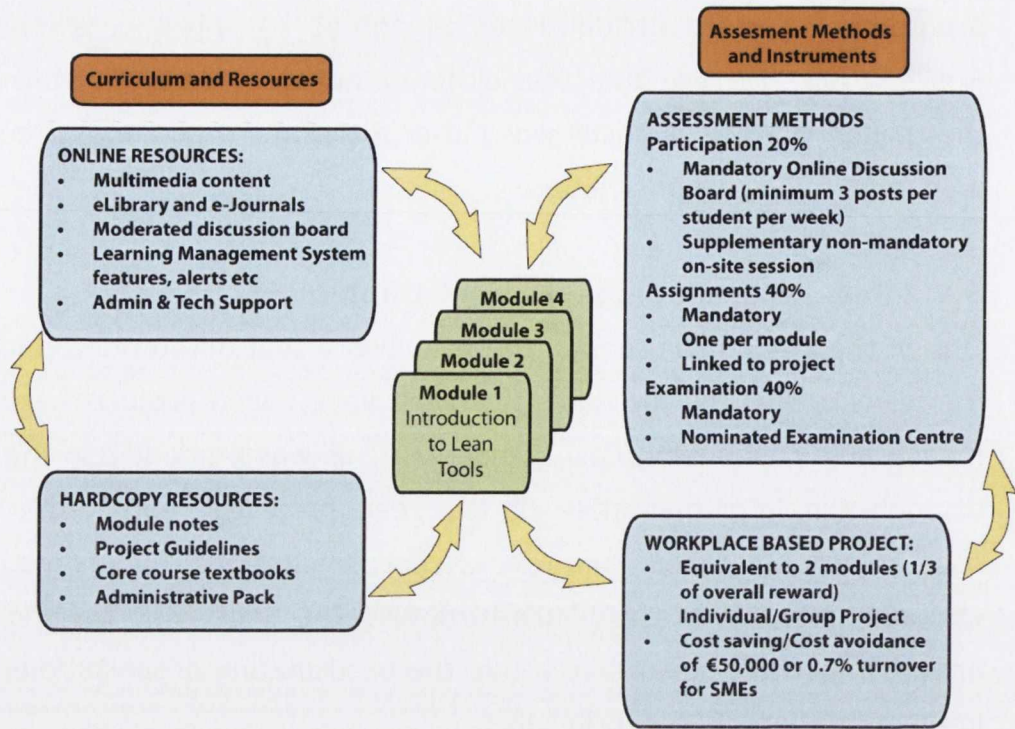 Curriculum and Resources
ONLINE RESOURCES:
• Multimedia content
• eLibrary and e-Journals
• Moderated discussion board
• Learning Management System
features, alerts etc
• Admin & Tech Support
HARDCOPY RESOURCES:
• Module notes
• Project Guidelines
• Core course textbooks
• Administrative Pack
Module 4
Module 3
Module 2
Module 1
Introduction
to Lean
Tools
Assesment Methods
and Instruments
ASSESSMENT METHODS
Participation 20%
• Mandatory Online Discussion
Board (minimum 3 posts per
student per week)
• Supplementary non-mandatory
on-site session
Assignments 40%
• Mandatory
• One per module
• Linked to project
Examination 40%
• Mandatory
• Nominated Examination Centre
WORKPLACE BASED PROJECT:
• Equivalent to 2 modules (1/3
of overall reward)
• Individual/Group Project
• Cost saving/Cost avoidance
of €50,000 or 0.7% turnover
for SMEs